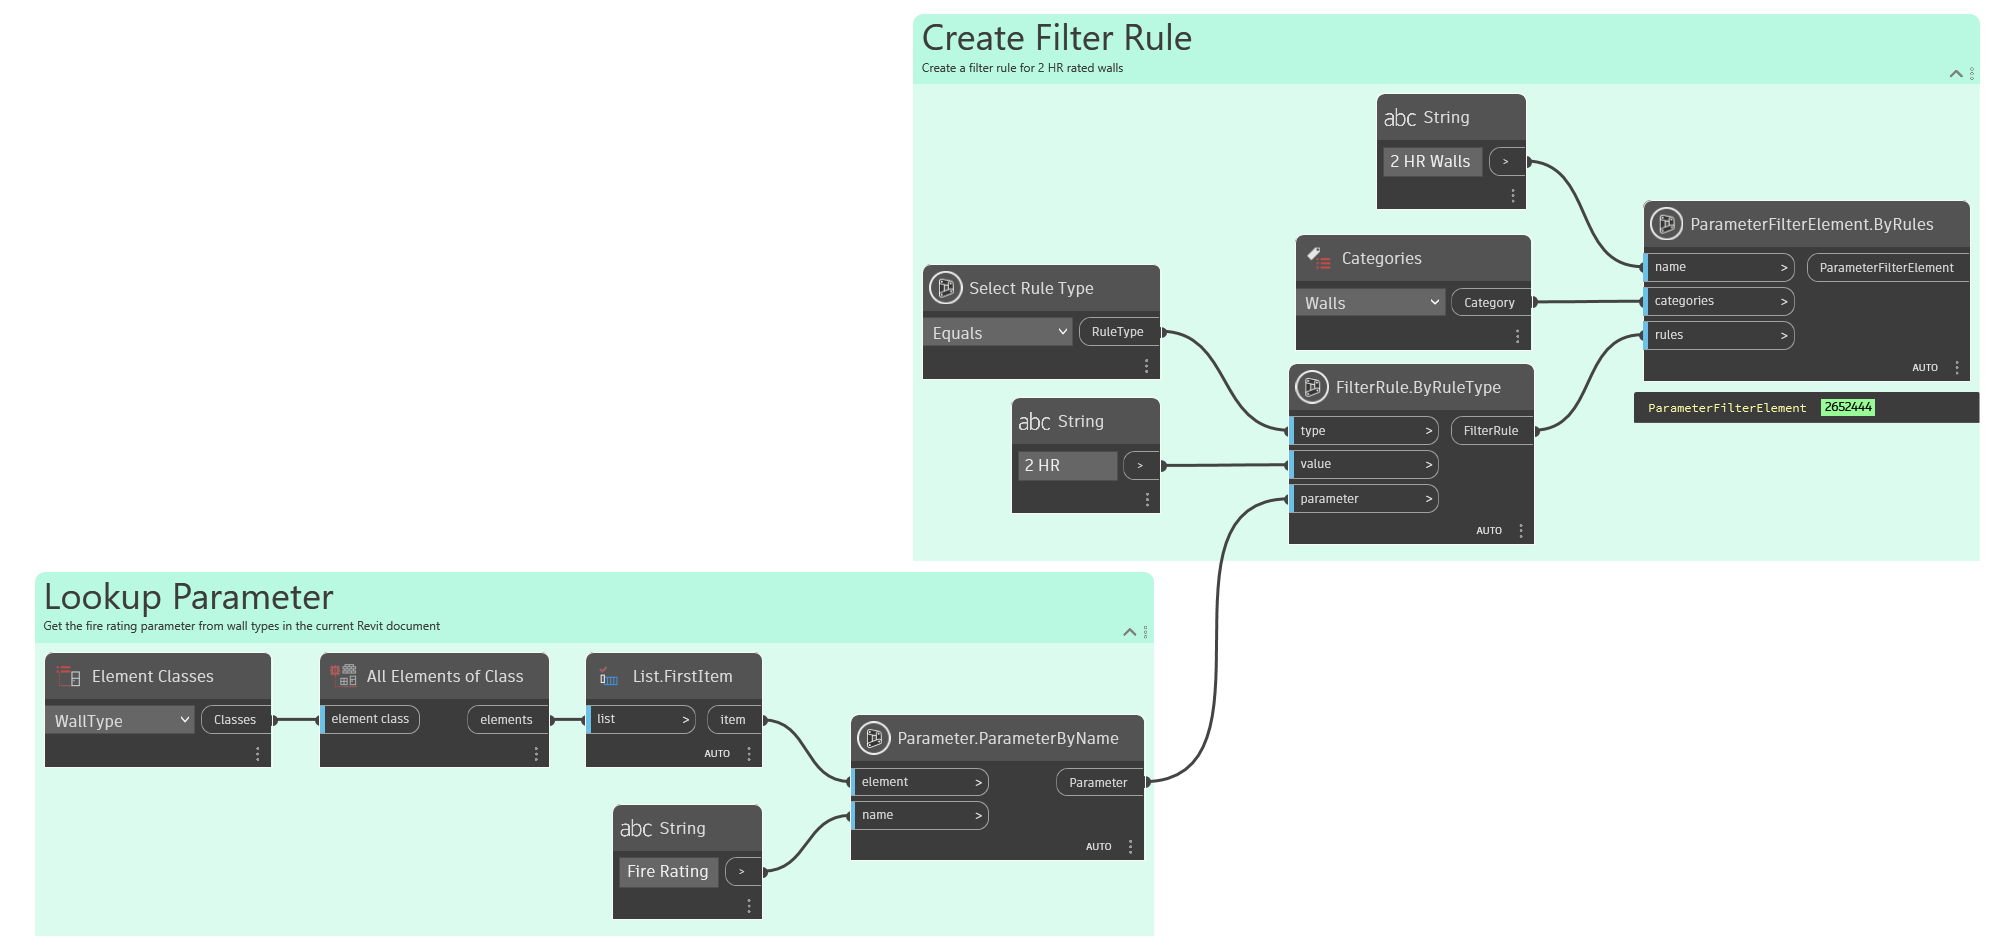 Create Filter Rule
Create a filter rule for 2 HR rated walls
abc String
2 HR Walls >
Categories
Walls Category
Select Rule Type
Equals RuleType
abc String
2 HR >
FilterRule.ByRuleType
type > FilterRule
value >
parameter >
AUTO
ParameterFilterElement.ByRules
name > ParameterFilterElement
categories >
rules >
AUTO
ParameterFilterElement 2652444
Lookup Parameter
Get the fire rating parameter from wall types in the current Revit document
Element Classes
WallType Classes
All Elements of Class
element class elements
List.FirstItem
list > item
AUTO
abc String
Fire Rating >
Parameter.ParameterByName
element > Parameter
name >
AUTO